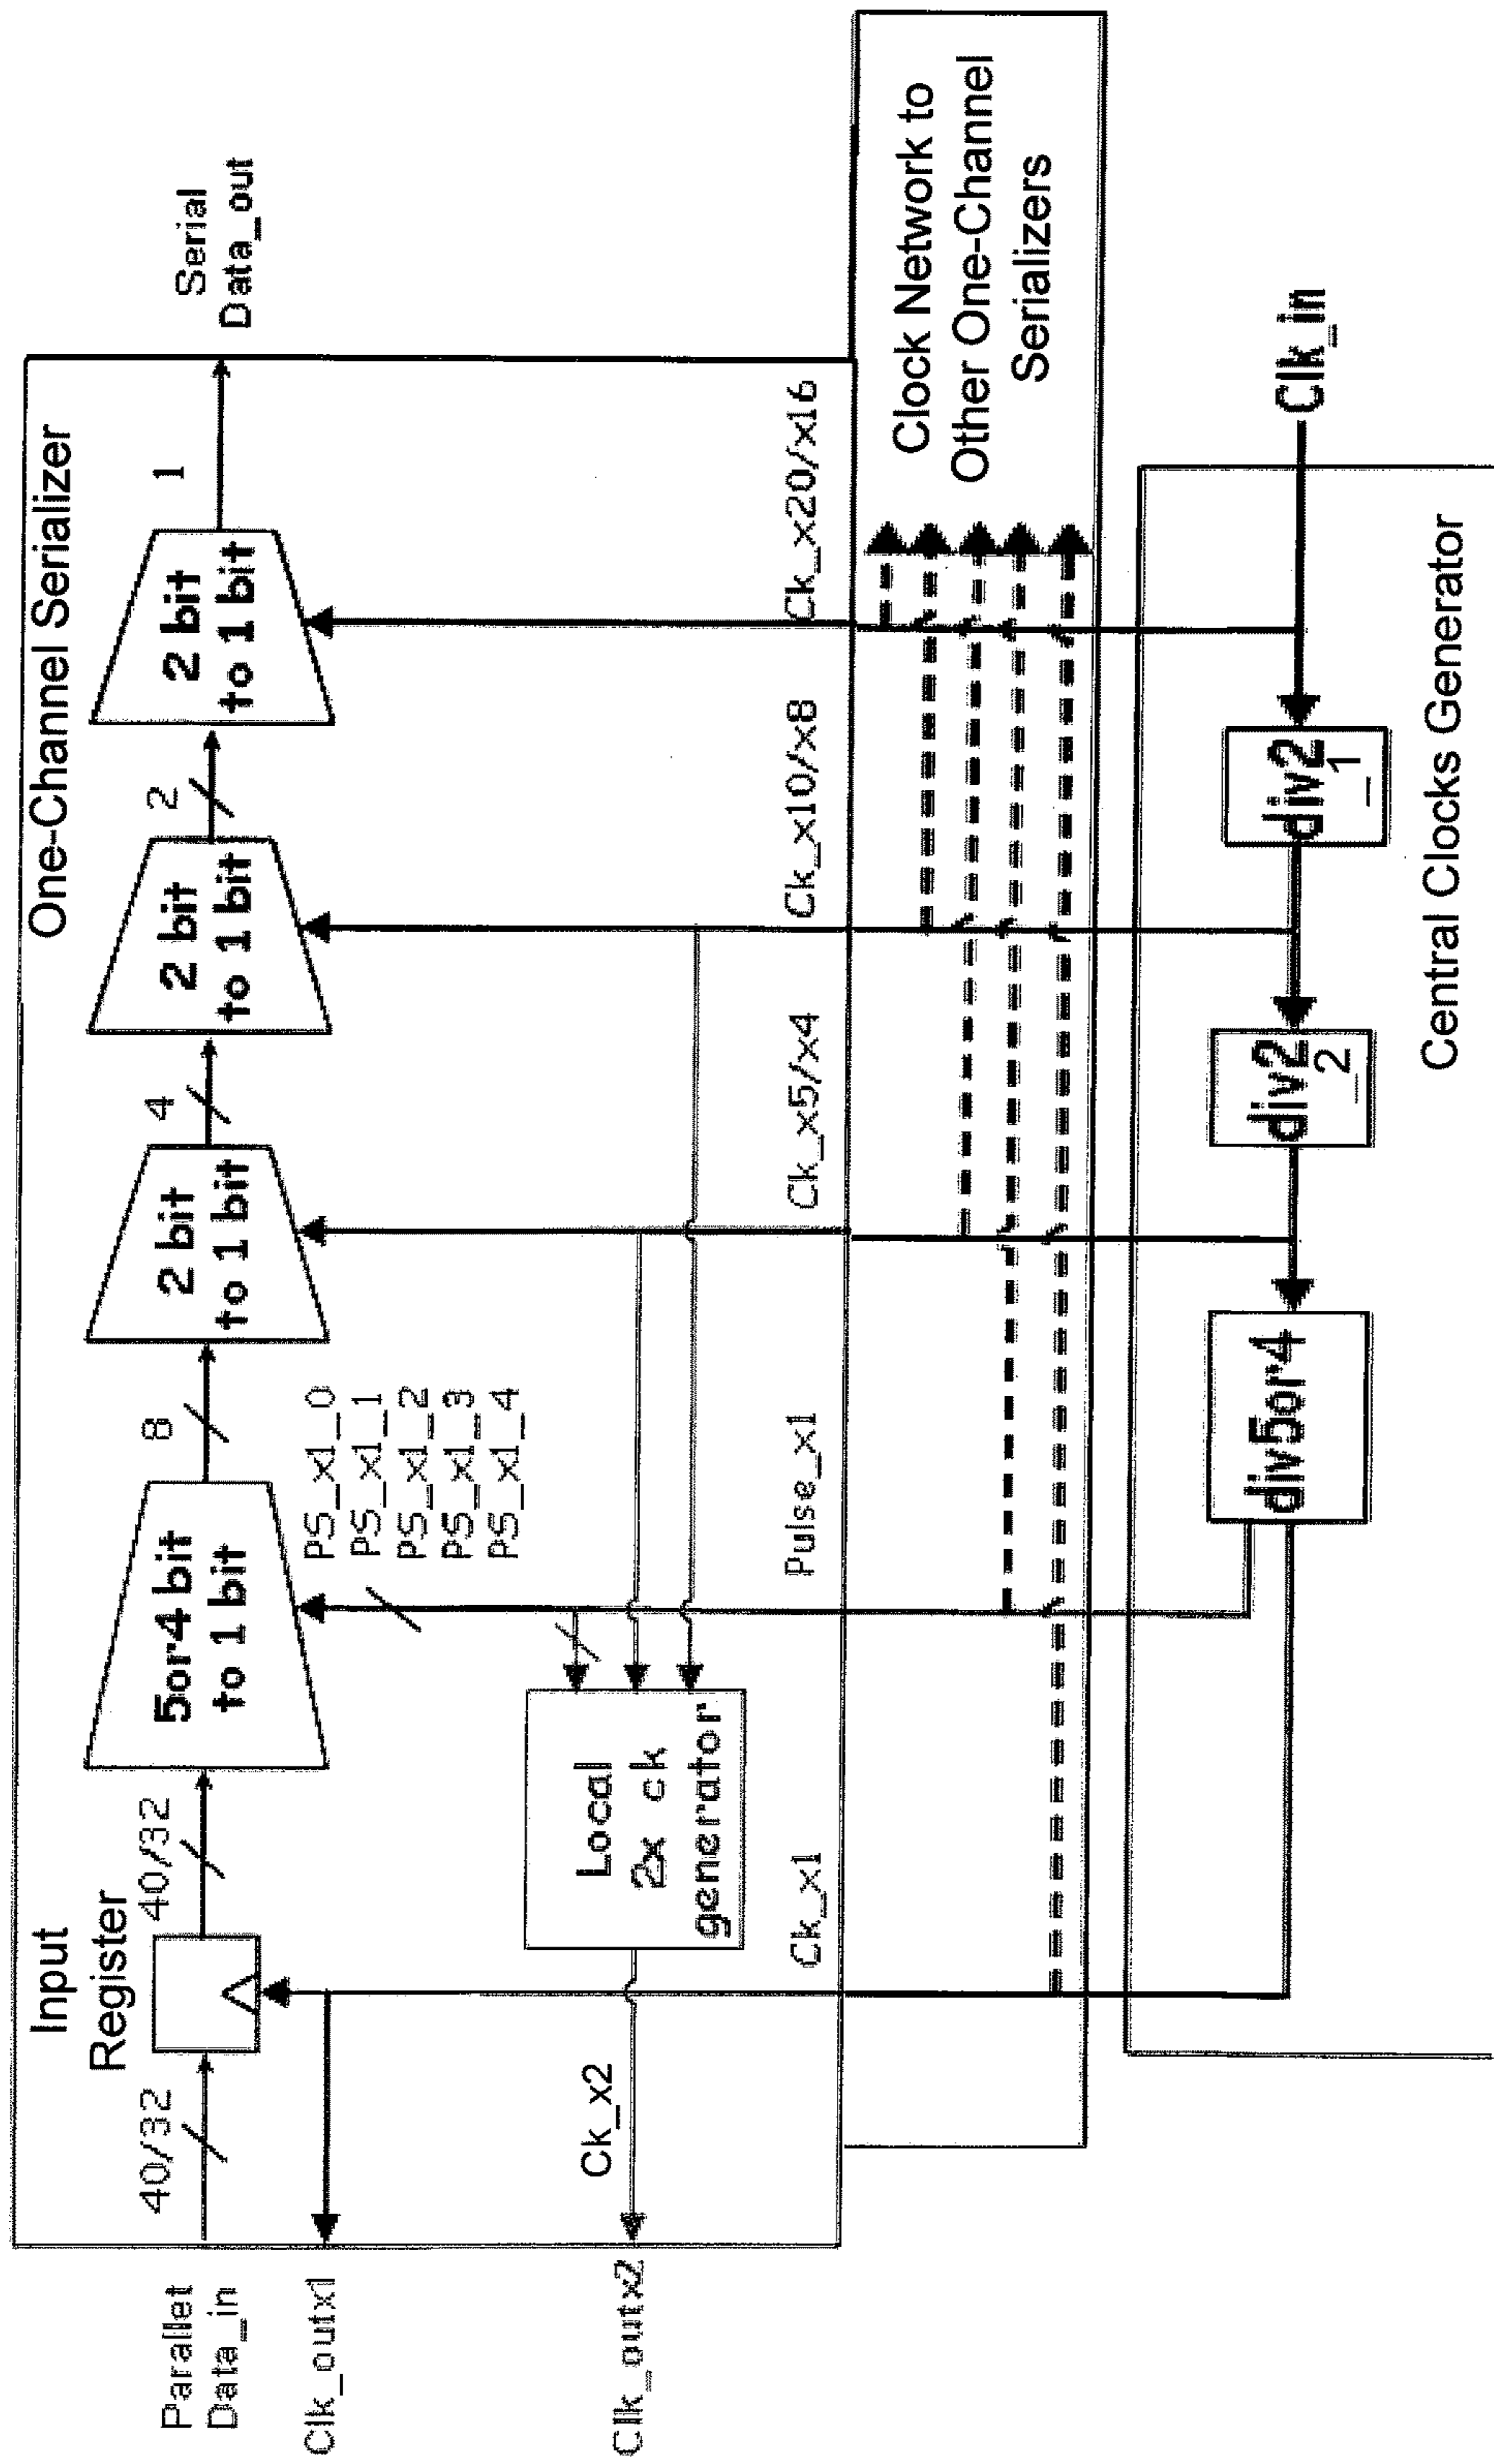 One-Channel Serializer
Input
Register
Parallel
Data_in
40/32
40/32
5or4 bit
to 1 bit
8
2 bit
to 1 bit
4
2 bit
to 1 bit
2
2 bit
to 1 bit
1
Serial
Data_out
PS_x1_0
PS_x1_1
PS_x1_2
PS_x1_3
PS_x1_4
Clk_outx1
Clk_outx2
Ck_x2
Local
2x ck
generator
Ck_x1
Pulse_x1
Ck_x5/x4
Ck_x10/x8
Ck_x20/x16
Clock Network to
Other One-Channel
Serializers
div5or4
div2
_2
div2
_1
Clk_in
Central Clocks Generator